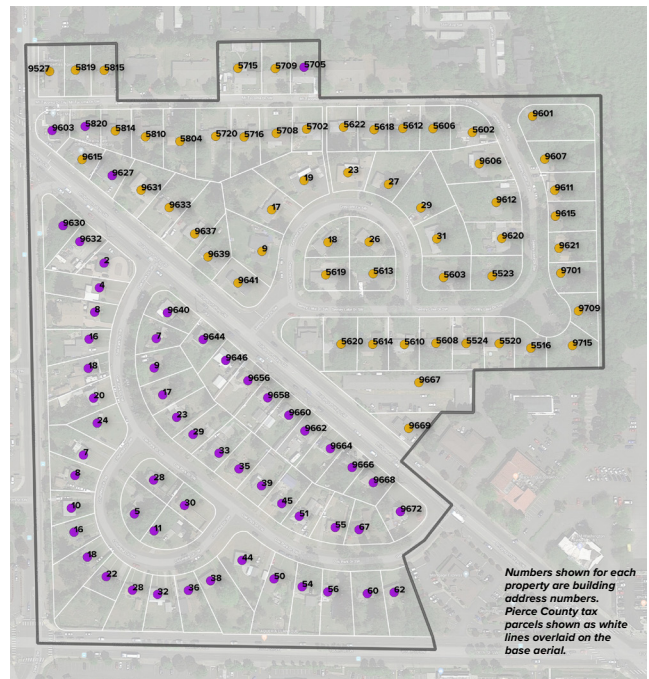 9527 5819 5815 5715 5709 5705
9603 5820 5814 5810 5804 5720 5716 5708 5702 5622 5618 5612 5606 5602 9601
9615 9627 9631 9633 9637 9639 9641
19 23 27 17 29 9 18 26 31 5619 5613 5603 5523
9606 9612 9620
9607 9611 9615 9621 9701 9709 9715
5620 5614 5610 5608 5524 5520 5516
9667
9669
9630 9632 2 4 8 16 18 20 24 7 8 10 16 18 22 28 32 36 38 44 50 54 56 60 62
9640 9644 9646 9656 9658 9660 9662 9664 9666 9668 9672
7 9 17 23 29 33 35 39 45 51 55 67
28 30 5 11
Numbers shown for each
property are building
address numbers.
Pierce County tax
parcels shown as white
lines overlaid on the
base aerial.